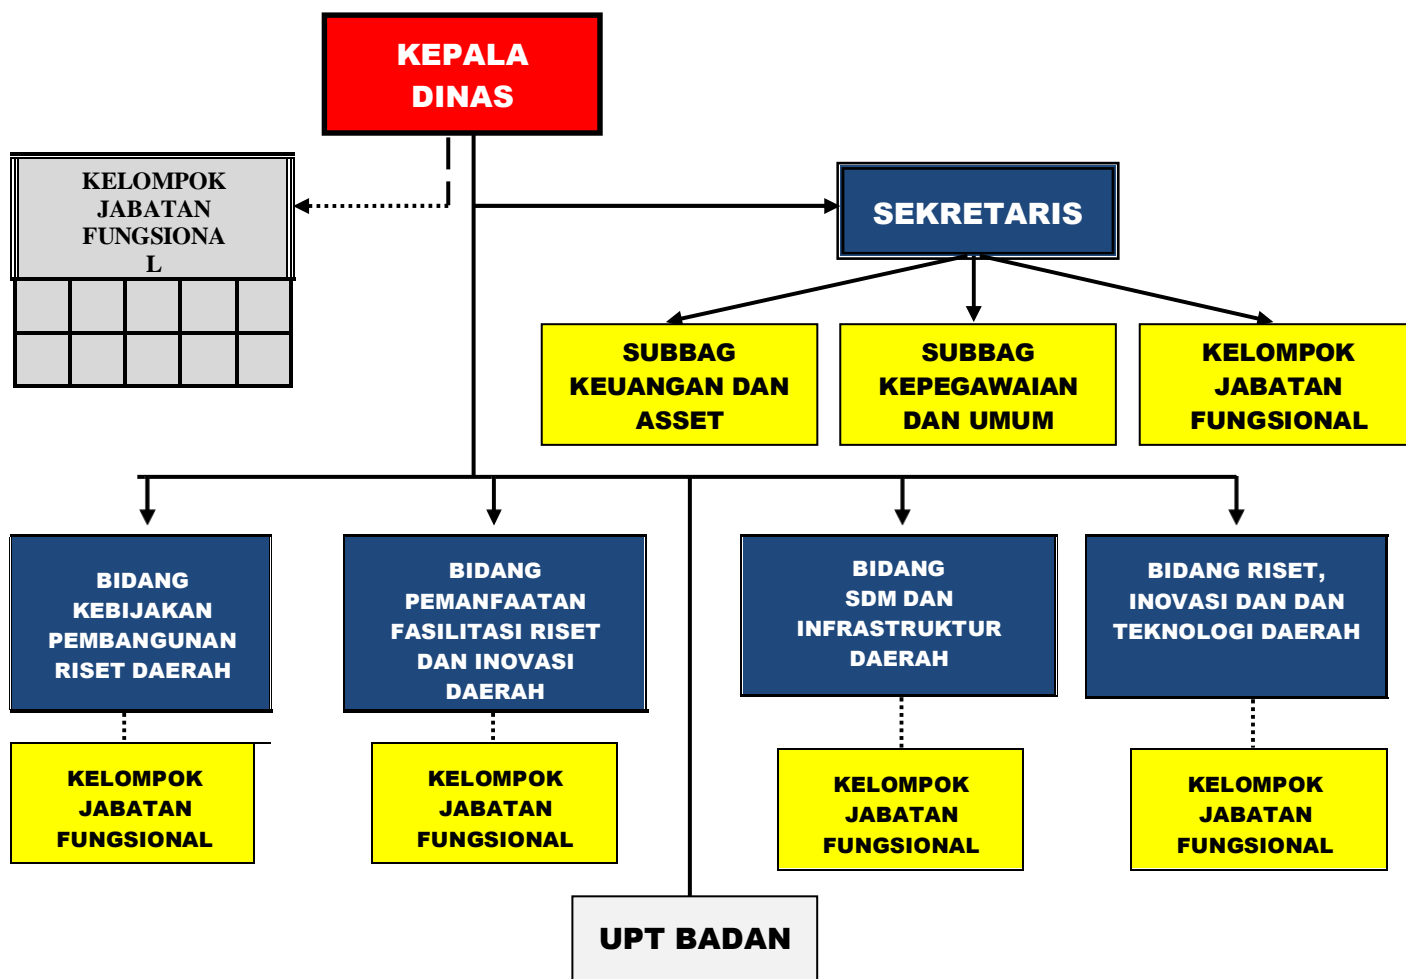 KEPALA
DINAS
KELOMPOK
JABATAN
FUNGSIONA
L
SEKRETARIS
SUBBAG
KEUANGAN DAN
ASSET
SUBBAG
KEPEGAWAIAN
DAN UMUM
KELOMPOK
JABATAN
FUNGSIONAL
BIDANG
KEBIJAKAN
PEMBANGUNAN
RISET DAERAH
BIDANG
PEMANFAATAN
FASILITASI RISET
DAN INOVASI
DAERAH
BIDANG
SDM DAN
INFRASTRUKTUR
DAERAH
BIDANG RISET,
INOVASI DAN DAN
TEKNOLOGI DAERAH
KELOMPOK
JABATAN
FUNGSIONAL
KELOMPOK
JABATAN
FUNGSIONAL
KELOMPOK
JABATAN
FUNGSIONAL
KELOMPOK
JABATAN
FUNGSIONAL
UPT BADAN